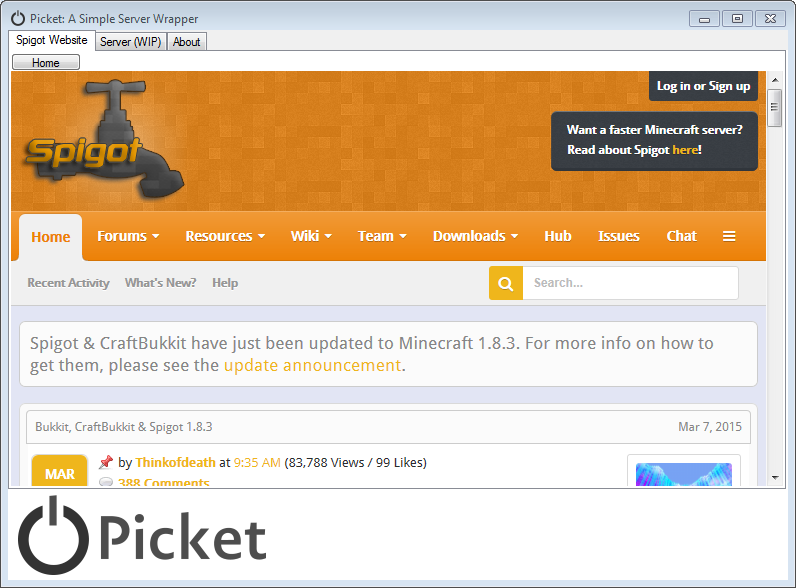 Picket: A Simple Server Wrapper
Spigot Website Server (WIP) About
Home
Log in or Sign up
Spigot
Want a faster Minecraft server?
Read about Spigot here!
Home Forums Resources Wiki Team Downloads Hub Issues Chat
Recent Activity What's New? Help Search...
Spigot & CraftBukkit have just been updated to Minecraft 1.8.3. For more info on how to
get them, please see the update announcement.
Bukkit, CraftBukkit & Spigot 1.8.3 Mar 7, 2015
MAR by Thinkofdeath at 9:35 AM (83,788 Views / 99 Likes)
388 Comments
Picket